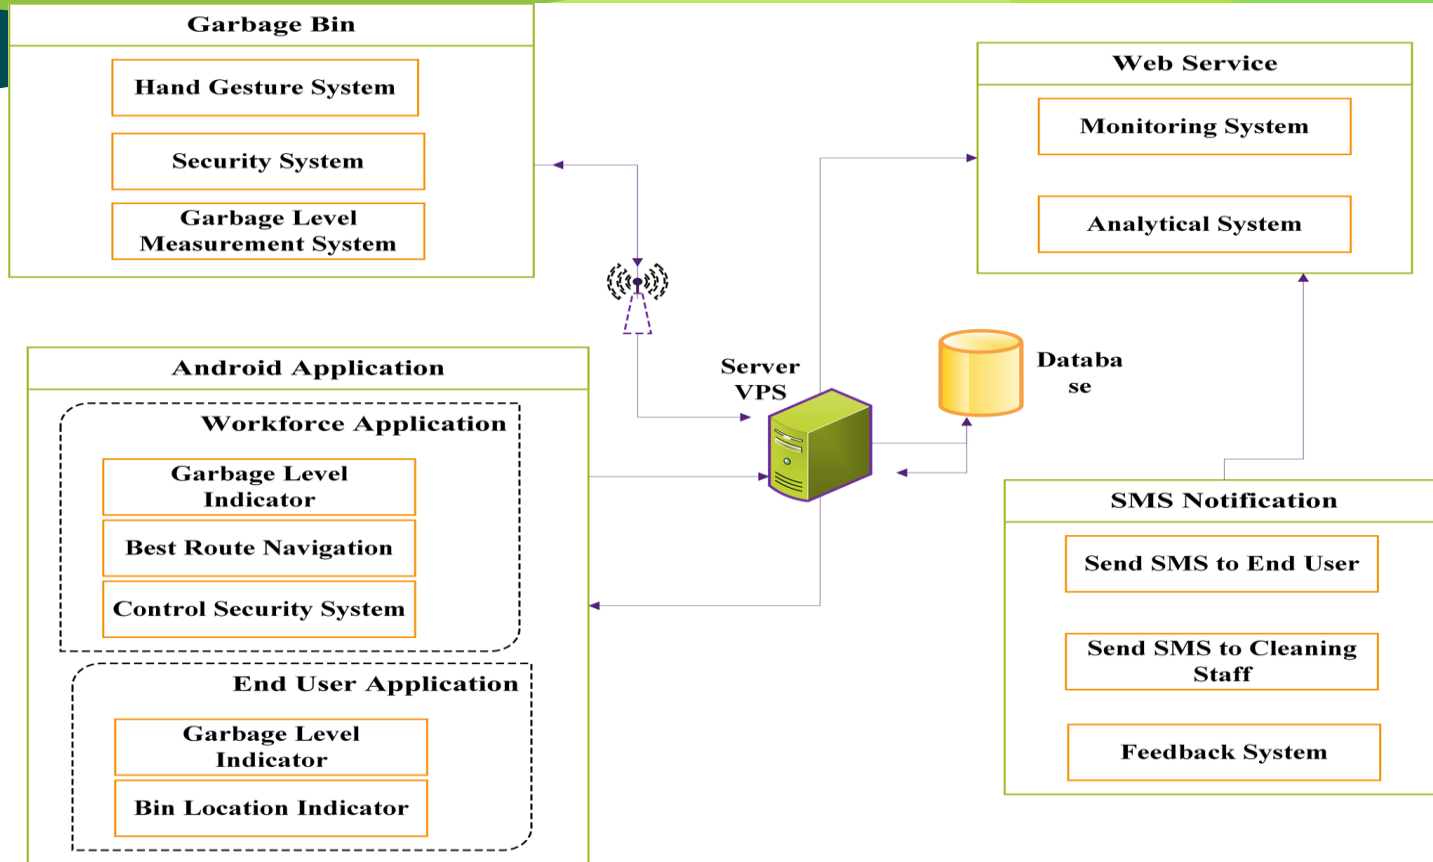 Garbage Bin
Hand Gesture System
Security System
Garbage Level
Measurement System
Web Service
Monitoring System
Analytical System
Server
VPS
Databa
se
Android Application
Workforce Application
Garbage Level
Indicator
Best Route Navigation
Control Security System
End User Application
Garbage Level
Indicator
Bin Location Indicator
SMS Notification
Send SMS to End User
Send SMS to Cleaning
Staff
Feedback System